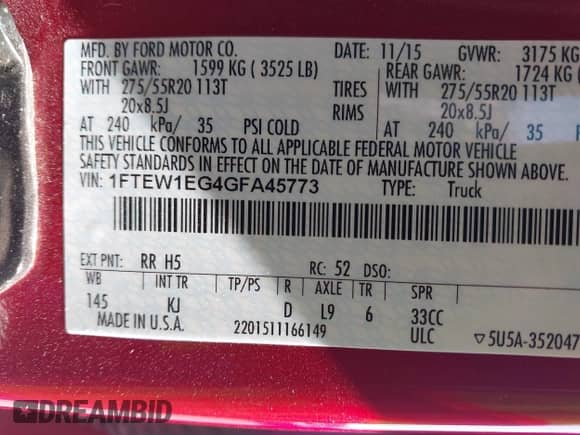 MFD. BY FORD MOTOR CO.
DATE: 11/15 GVWR: 3175 KG
FRONT GAWR: 1599 KG ( 3525 LB)
REAR GAWR: 1724 KG (
WITH 275/55R20 113T TIRES WITH 275/55R20 113T
20x8.5J RIMS 20x8.5J
AT 240 kPa/ 35 PSI COLD AT 240 kPa/ 35 P
THIS VEHICLE CONFORMS TO ALL APPLICABLE FEDERAL MOTOR VEHICLE
SAFETY STANDARDS IN EFFECT ON THE DATE OF MANUFACTURE SHOWN ABOVE.
VIN: 1FTEW1EG4GFA45773 TYPE: Truck
EXT PNT: RR H5 RC: 52 DSO:
WB INT TR TP/PS R AXLE TR SPR
145 KJ D L9 6 33CC
MADE IN U.S.A. 2201511166149 ULC ▽5U5A-352047
DREAMBID